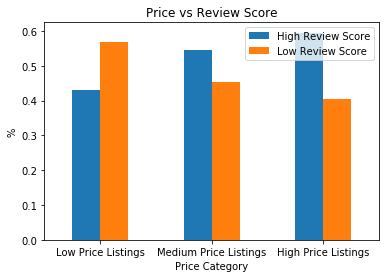 Price vs Review Score
High Review Score
Low Review Score
0.6
0.5
0.4
0.3
0.2
0.1
0.0
%
Low Price Listings
Medium Price Listings
High Price Listings
Price Category